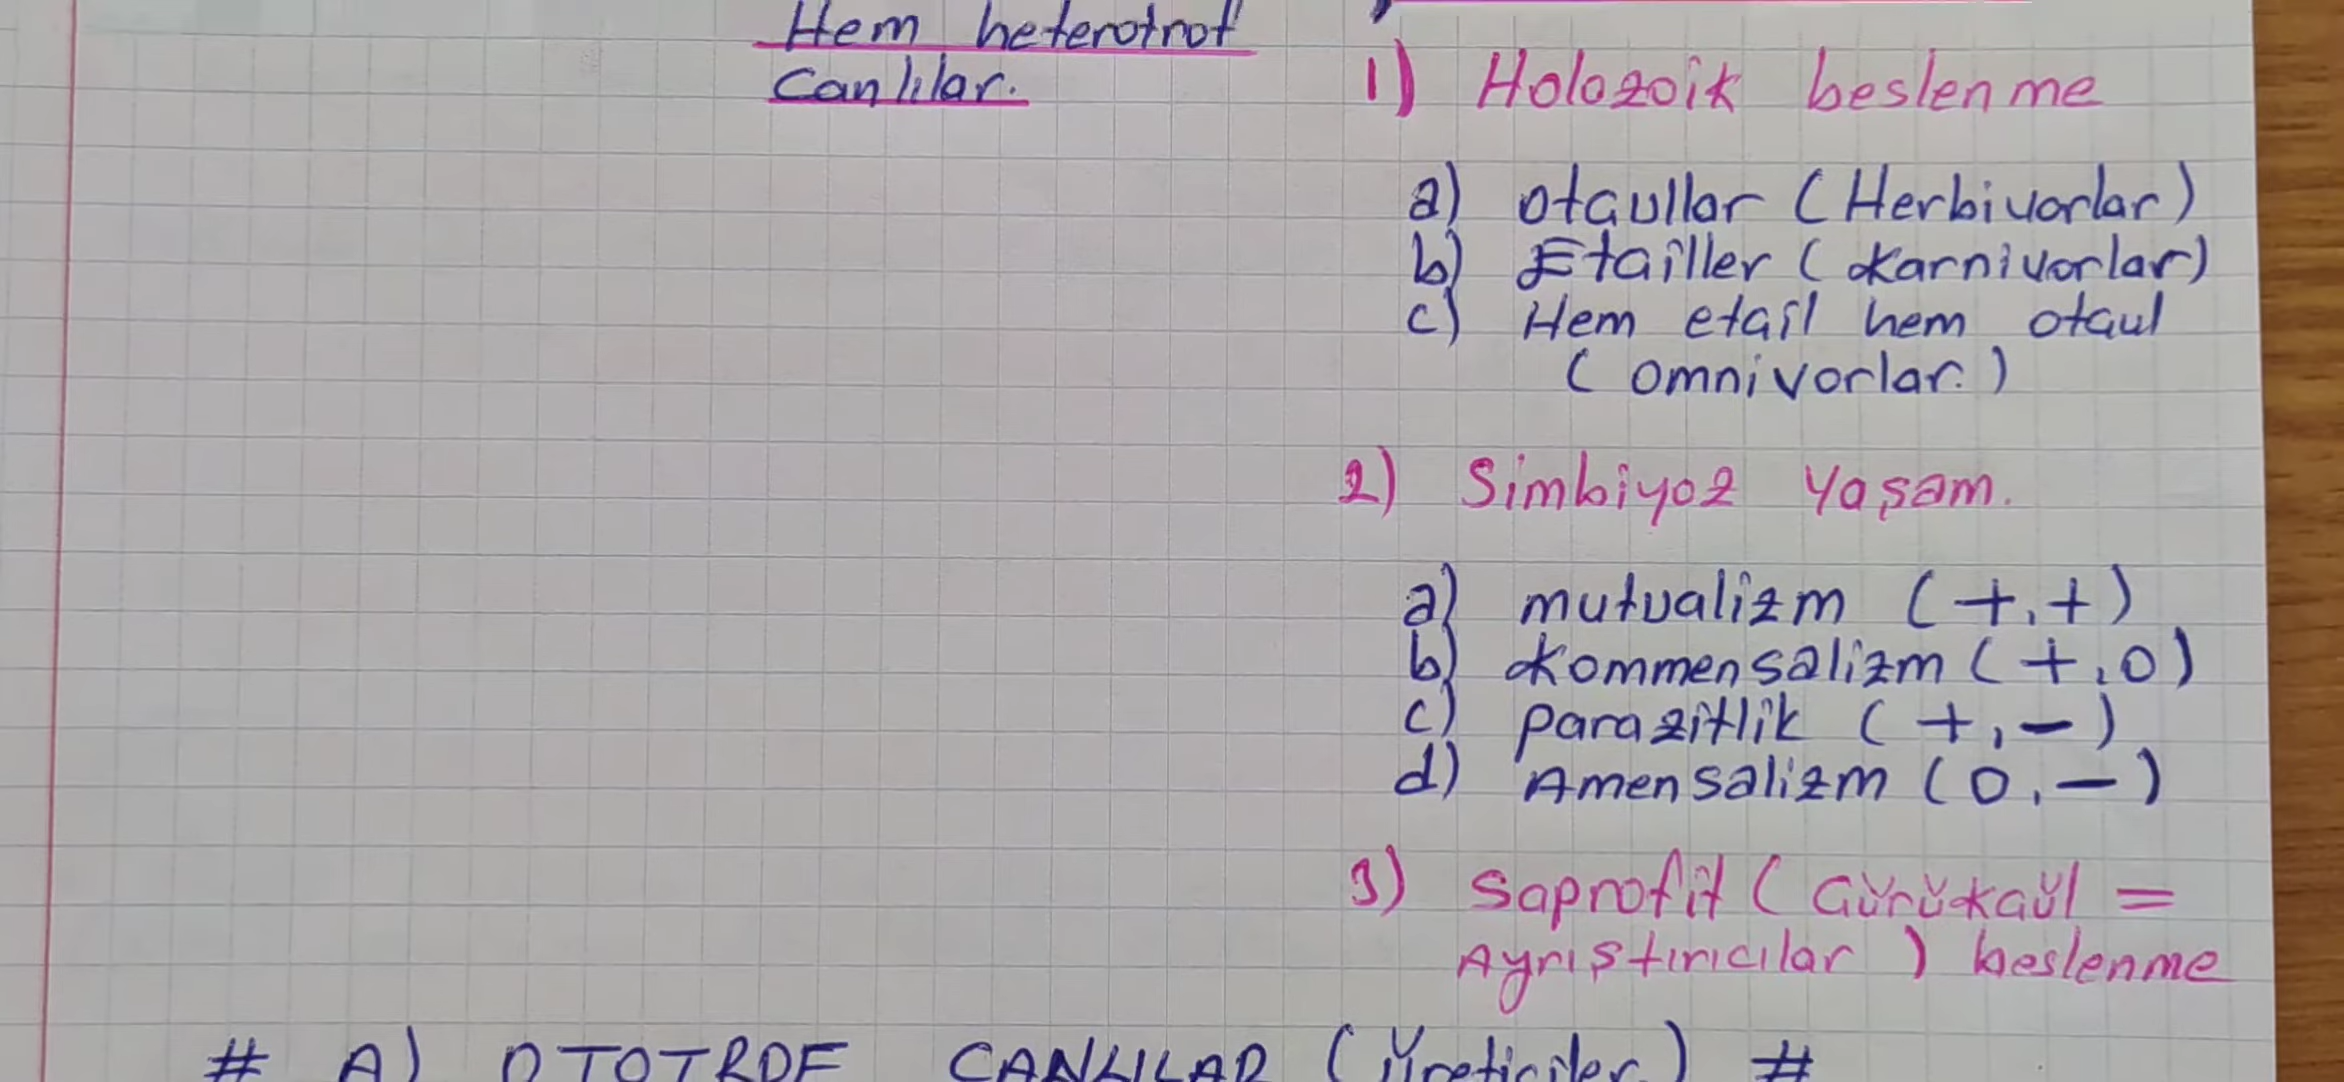 Hem heterotrof
Canlılar.
1) Holozoik beslenme
a) otçullar (Herbivorlar)
b) Etçiller (Karnivorlar)
c) Hem etçil hem otçul
(omnivorlar.)
2) Simbiyoz Yaşam.
a) mutualizm (+,+)
b) Kommensalizm (+,0)
c) parazitlik (+,-)
d) Amensalizm (0,-)
3) Saprofit (Çürükçül =
Ayrıştırıcılar) beslenme
# A) OTOTROF CANLILAR (Üreticiler) #